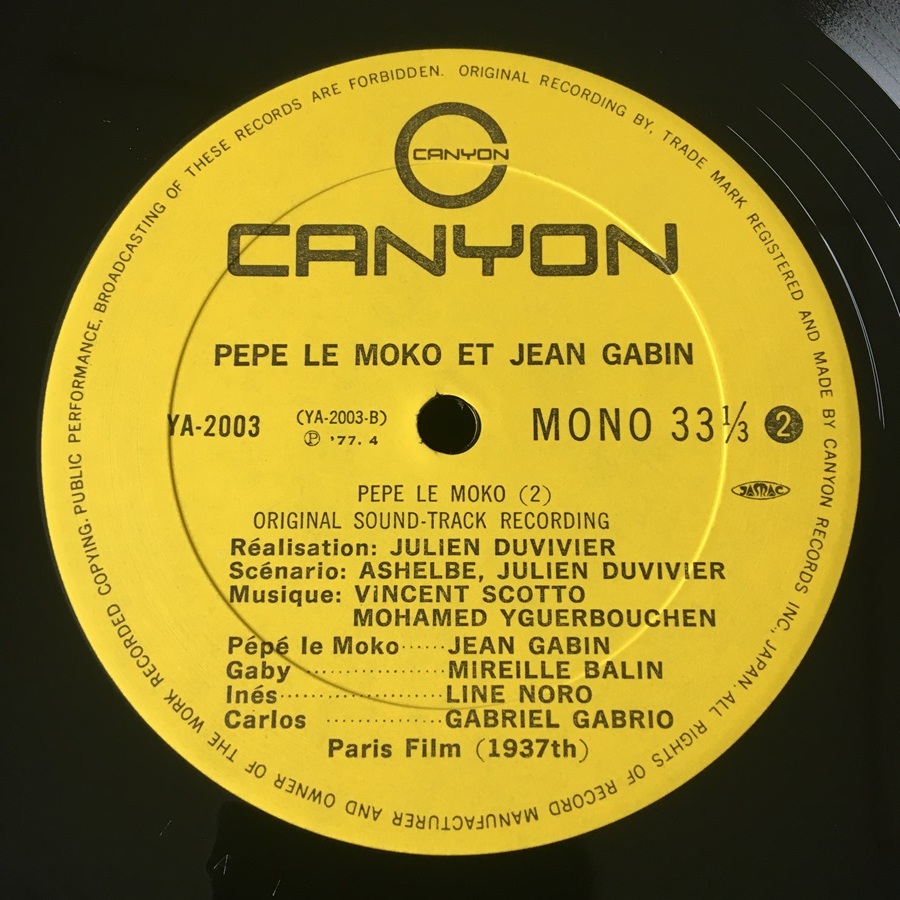 CANYON
CANYON
PEPE LE MOKO ET JEAN GABIN
YA-2003
(YA-2003-B)
Ⓟ '77. 4
MONO 33⅓ 2
JASRAC
PEPE LE MOKO (2)
ORIGINAL SOUND-TRACK RECORDING
Réalisation: JULIEN DUVIVIER
Scénario: ASHELBE, JULIEN DUVIVIER
Musique: VINCENT SCOTTO
MOHAMED YGUERBOUCHEN
Pépé le Moko······JEAN GABIN
Gaby ··············MIREILLE BALIN
Inés·················LINE NORO
Carlos ············GABRIEL GABRIO
Paris Film (1937th)
ORIGINAL RECORDING BY, TRADE MARK REGISTERED AND MADE BY CANYON RECORDS INC., JAPAN. ALL RIGHTS OF RECORD MANUFACTURER AND OWNER OF THE WORK RECORDED COPYING. PUBLIC PERFORMANCE, BROADCASTING OF THESE RECORDS ARE FORBIDDEN.